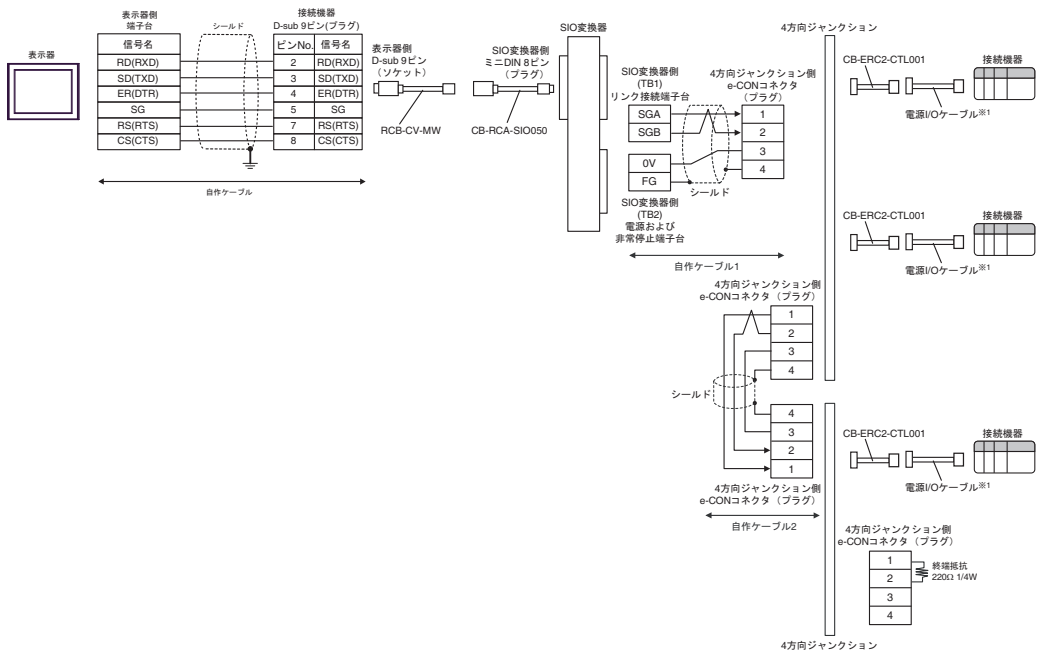 表示器
表示器側
端子台
シールド
接続機器
D-sub 9ピン(プラグ)
信号名
ピンNo. 信号名
RD(RXD) 2 RD(RXD)
SD(TXD) 3 SD(TXD)
ER(DTR) 4 ER(DTR)
SG 5 SG
RS(RTS) 7 RS(RTS)
CS(CTS) 8 CS(CTS)
自作ケーブル
表示器側
D-sub 9ピン
（ソケット）
RCB-CV-MW
SIO変換器側
ミニDIN 8ピン
（プラグ）
CB-RCA-SIO050
SIO変換器
SIO変換器側
(TB1)
リンク接続端子台
SGA
SGB
0V
FG
SIO変換器側
(TB2)
電源および
非常停止端子台
シールド
4方向ジャンクション側
e-CONコネクタ
（プラグ）
1
2
3
4
自作ケーブル1
4方向ジャンクション
CB-ERC2-CTL001
接続機器
電源I/Oケーブル※1
CB-ERC2-CTL001
接続機器
電源I/Oケーブル※1
4方向ジャンクション側
e-CONコネクタ（プラグ）
1
2
3
4
シールド
4
3
2
1
4方向ジャンクション側
e-CONコネクタ（プラグ）
自作ケーブル2
CB-ERC2-CTL001
接続機器
電源I/Oケーブル※1
4方向ジャンクション側
e-CONコネクタ（プラグ）
1
2
3
4
終端抵抗
220Ω 1/4W
4方向ジャンクション